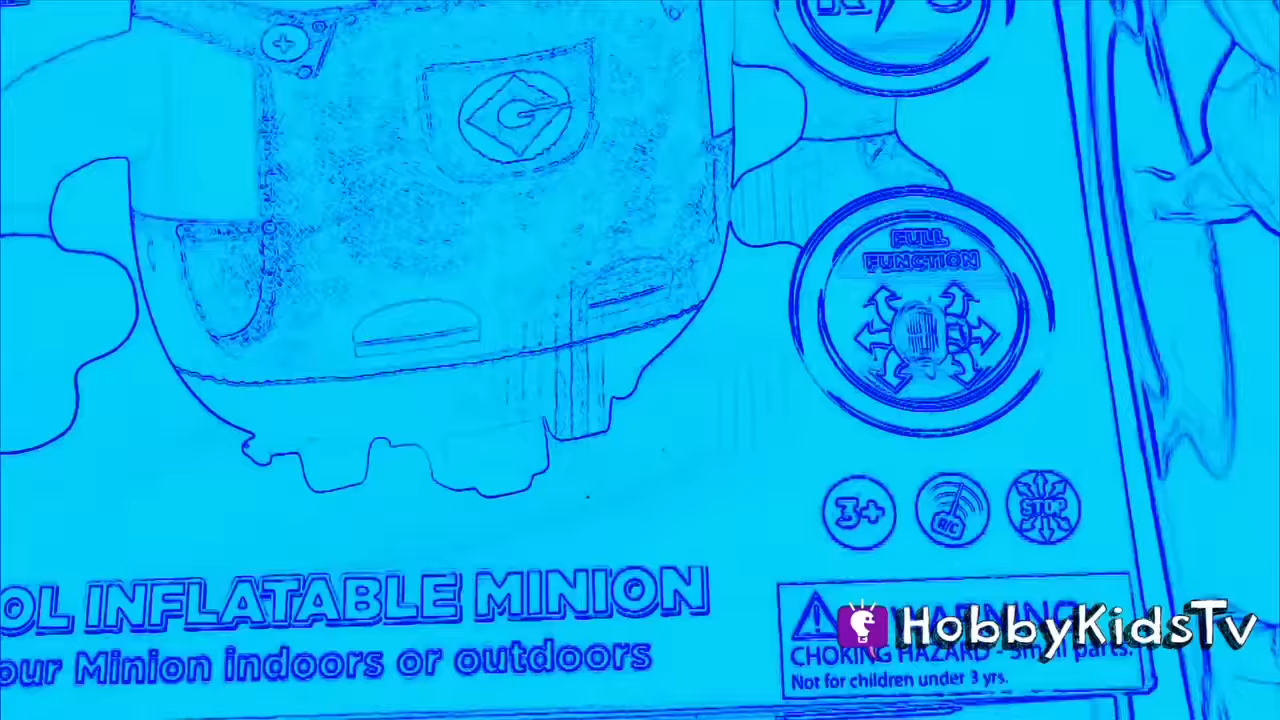 G
FULL
FUNCTION
3+
R/C
STOP
OL INFLATABLE MINION
our Minion indoors or outdoors
WARNING
CHOKING HAZARD - Small parts.
Not for children under 3 yrs.
HobbyKidsTv